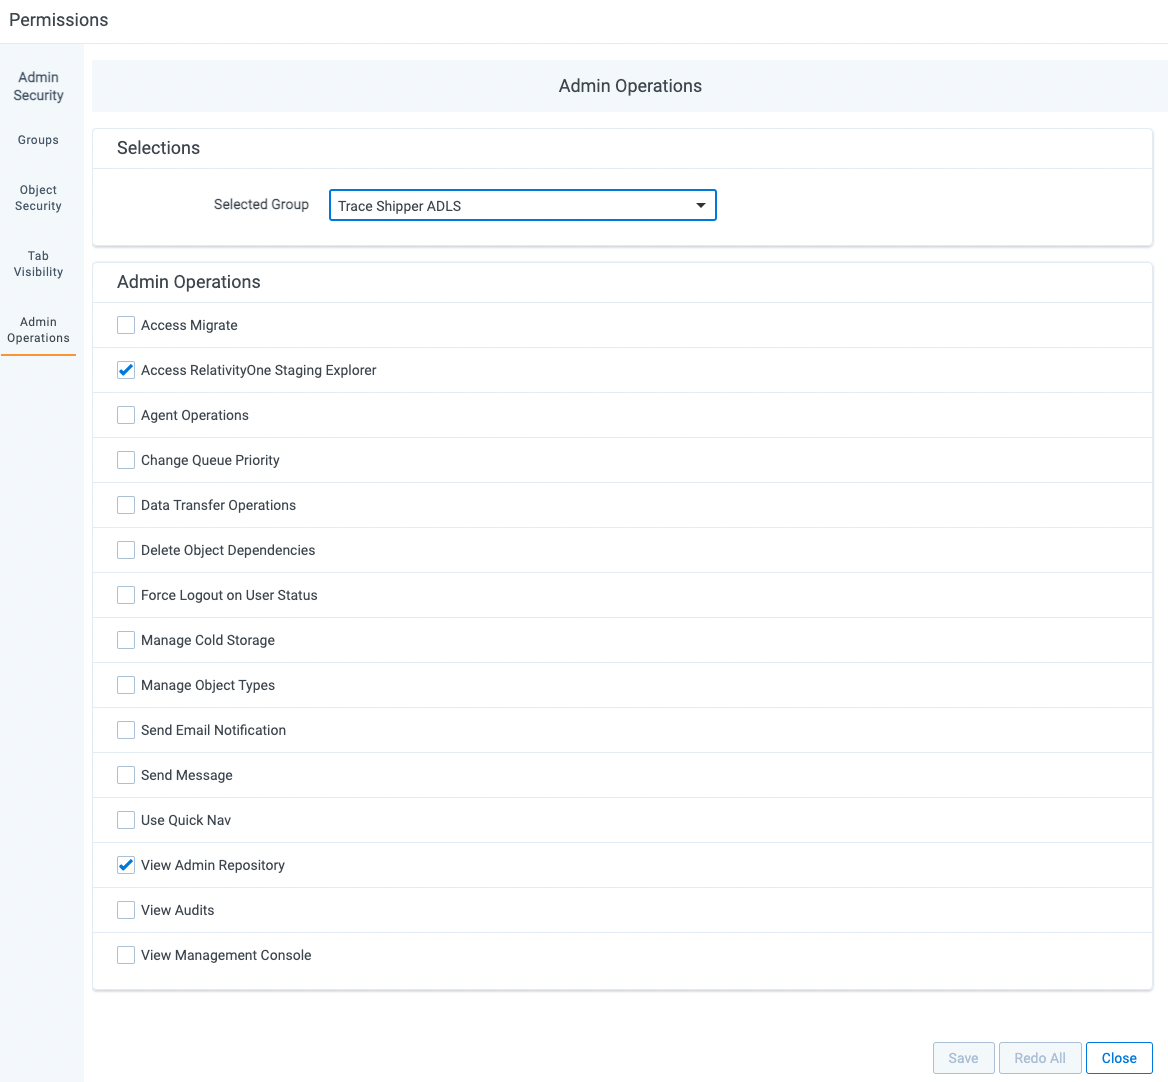 Permissions
Admin
Security
Groups
Object
Security
Tab
Visibility
Admin
Operations
Admin Operations
Selections
Selected Group
Trace Shipper ADLS
Admin Operations
Access Migrate
Access RelativityOne Staging Explorer
Agent Operations
Change Queue Priority
Data Transfer Operations
Delete Object Dependencies
Force Logout on User Status
Manage Cold Storage
Manage Object Types
Send Email Notification
Send Message
Use Quick Nav
View Admin Repository
View Audits
View Management Console
Save
Redo All
Close